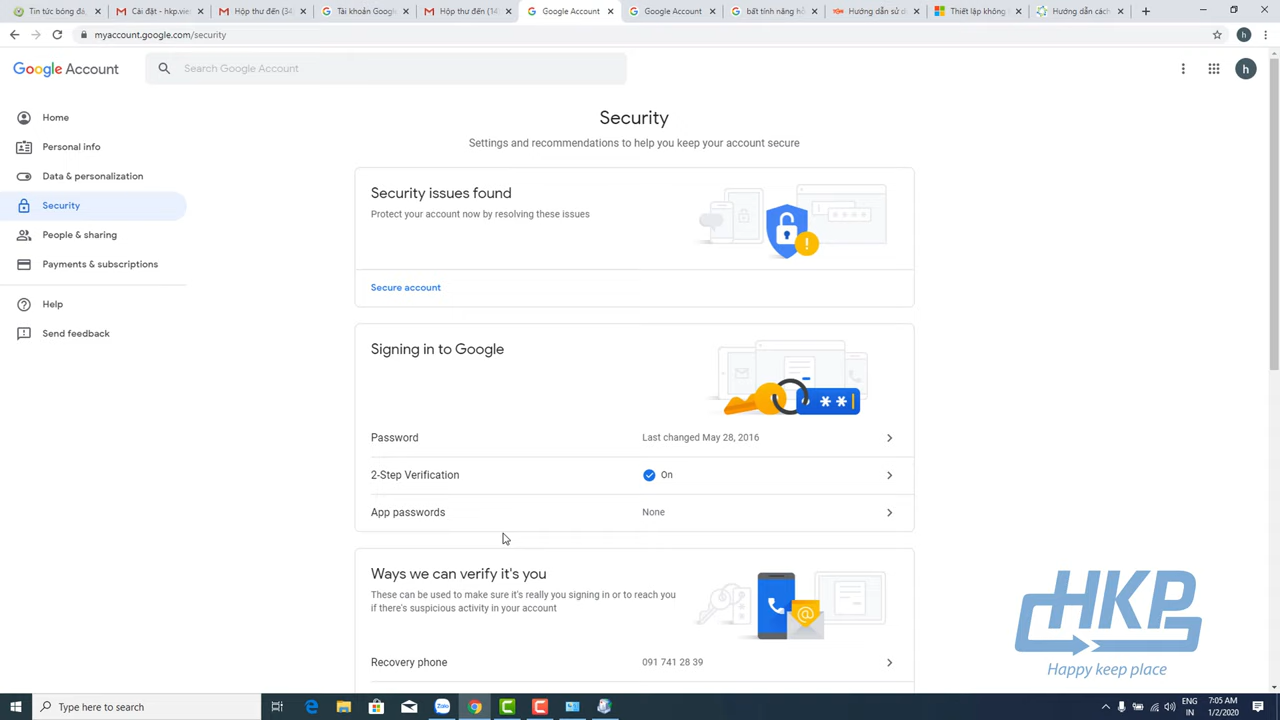 Tin tức bóng đá,
Cài đặt - hkp.vie
Hộp thư đến (34
Tài khoản Google
Hộp thư đến (14
Google Account
Google Account
bất tính năng h
Hướng dẫn sử d
Thiết lập không
Hướng dẫn cách
myaccount.google.com/security
h
Google Account
Search Google Account
h
Home
Personal info
Data & personalization
Security
People & sharing
Payments & subscriptions
Help
Send feedback
Security
Settings and recommendations to help you keep your account secure
Security issues found
Protect your account now by resolving these issues
Secure account
Signing in to Google
Password
Last changed May 28, 2016
2-Step Verification
On
App passwords
None
Ways we can verify it's you
These can be used to make sure it's really you signing in or to reach you
if there's suspicious activity in your account
Recovery phone
091 741 28 39
HKP
Happy keep place
Type here to search
Zalo
ENG
IN
7:05 AM
1/2/2020